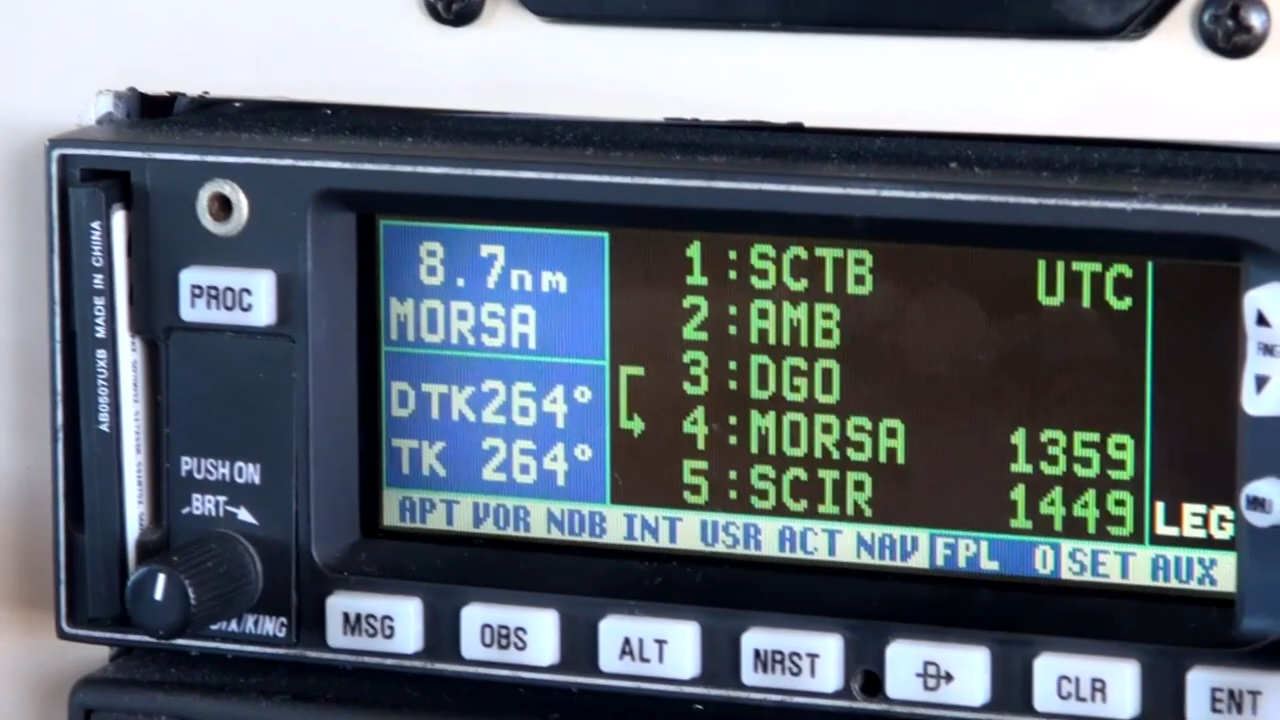 AB0507UXB MADE IN CHINA
PROC
PUSH ON
BRT
8.7nm
MORSA
DTK264°
TK 264°
1:SCTB UTC
2:AMB
3:DGO
4:MORSA 1359
5:SCIR 1449
LEG
APT VOR NDB INT USR ACT NAV FPL 0 SET AUX
/KING
MSG OBS ALT NRST D CLR ENT